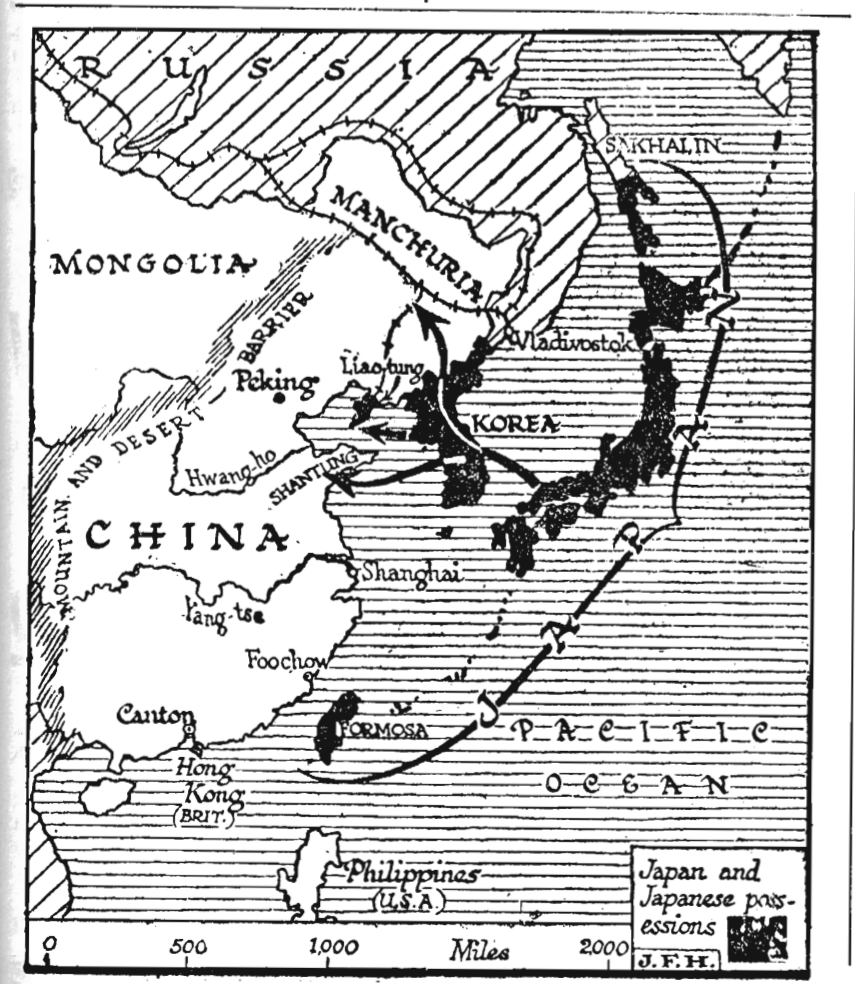 RUSSIA
SAKHALIN
MANCHURIA
MONGOLIA
MOUNTAIN AND DESERT BARRIER
Vladivostok
Liao-tung
Peking
KOREA
Hwang-ho
SHANTUNG
CHINA
Shanghai
Yang-tse
Foochow
JAPAN
Canton
FORMOSA
PACIFIC
OCEAN
Hong
Kong
(BRIT.)
Philippines
(U.S.A.)
Japan and
Japanese poss-
essions
J.F.H.
0 500 1,000 Miles 2,000